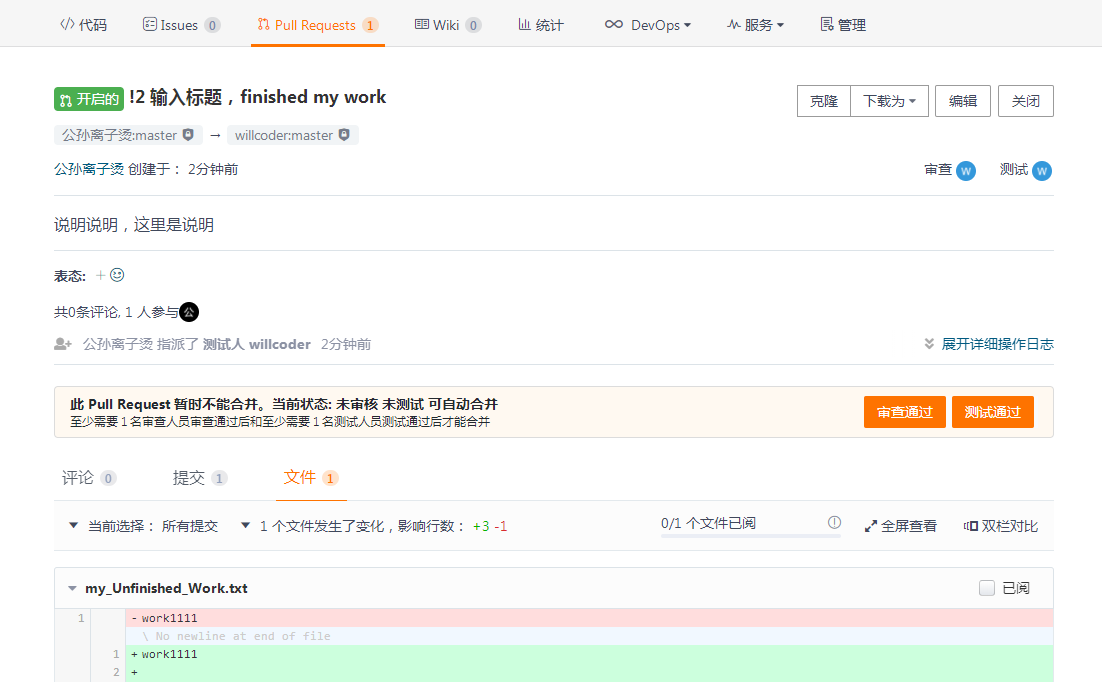 代码 Issues 0 Pull Requests 1 Wiki 0 统计 DevOps 服务 管理
开启的 !2 输入标题，finished my work 克隆 下载为 编辑 关闭
公孙离子烫:master → willcoder:master
公孙离子烫 创建于： 2分钟前 审查 W 测试 W
说明说明，这里是说明
表态:
共0条评论, 1 人参与 公
公孙离子烫 指派了 测试人 willcoder 2分钟前 展开详细操作日志
此 Pull Request 暂时不能合并。当前状态: 未审核 未测试 可自动合并
至少需要 1 名审查人员审查通过后和至少需要 1 名测试人员测试通过后才能合并 审查通过 测试通过
评论 0 提交 1 文件 1
当前选择： 所有提交 1 个文件发生了变化，影响行数： +3 -1 0/1 个文件已阅 全屏查看 双栏对比
my_Unfinished_Work.txt 已阅
1 - work1111
\ No newline at end of file
1 + work1111
2 +